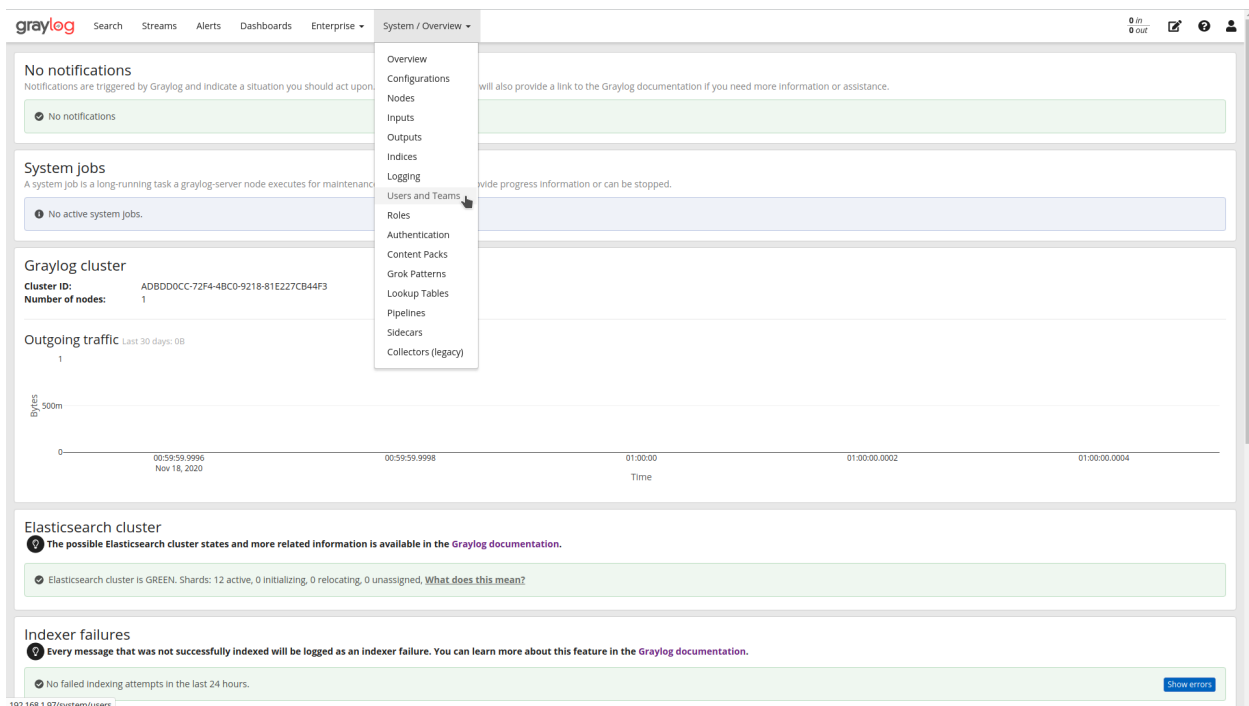 graylog Search Streams Alerts Dashboards Enterprise System / Overview 0 in
0 out
Overview
Configurations
Nodes
Inputs
Outputs
Indices
Logging
Users and Teams
Roles
Authentication
Content Packs
Grok Patterns
Lookup Tables
Pipelines
Sidecars
Collectors (legacy)
No notifications
Notifications are triggered by Graylog and indicate a situation you should act upon. will also provide a link to the Graylog documentation if you need more information or assistance.
No notifications
System jobs
A system job is a long-running task a graylog-server node executes for maintenance vide progress information or can be stopped.
No active system jobs.
Graylog cluster
Cluster ID: ADBDD0CC-72F4-4BC0-9218-81E227CB44F3
Number of nodes: 1
Outgoing traffic Last 30 days: 0B
1
500m
0
Bytes
00:59:59.9996 00:59:59.9998 01:00:00 01:00:00.0002 01:00:00.0004
Nov 18, 2020
Time
Elasticsearch cluster
The possible Elasticsearch cluster states and more related information is available in the Graylog documentation.
Elasticsearch cluster is GREEN. Shards: 12 active, 0 initializing, 0 relocating, 0 unassigned, What does this mean?
Indexer failures
Every message that was not successfully indexed will be logged as an indexer failure. You can learn more about this feature in the Graylog documentation.
No failed indexing attempts in the last 24 hours. Show errors
192.168.1.97/system/users